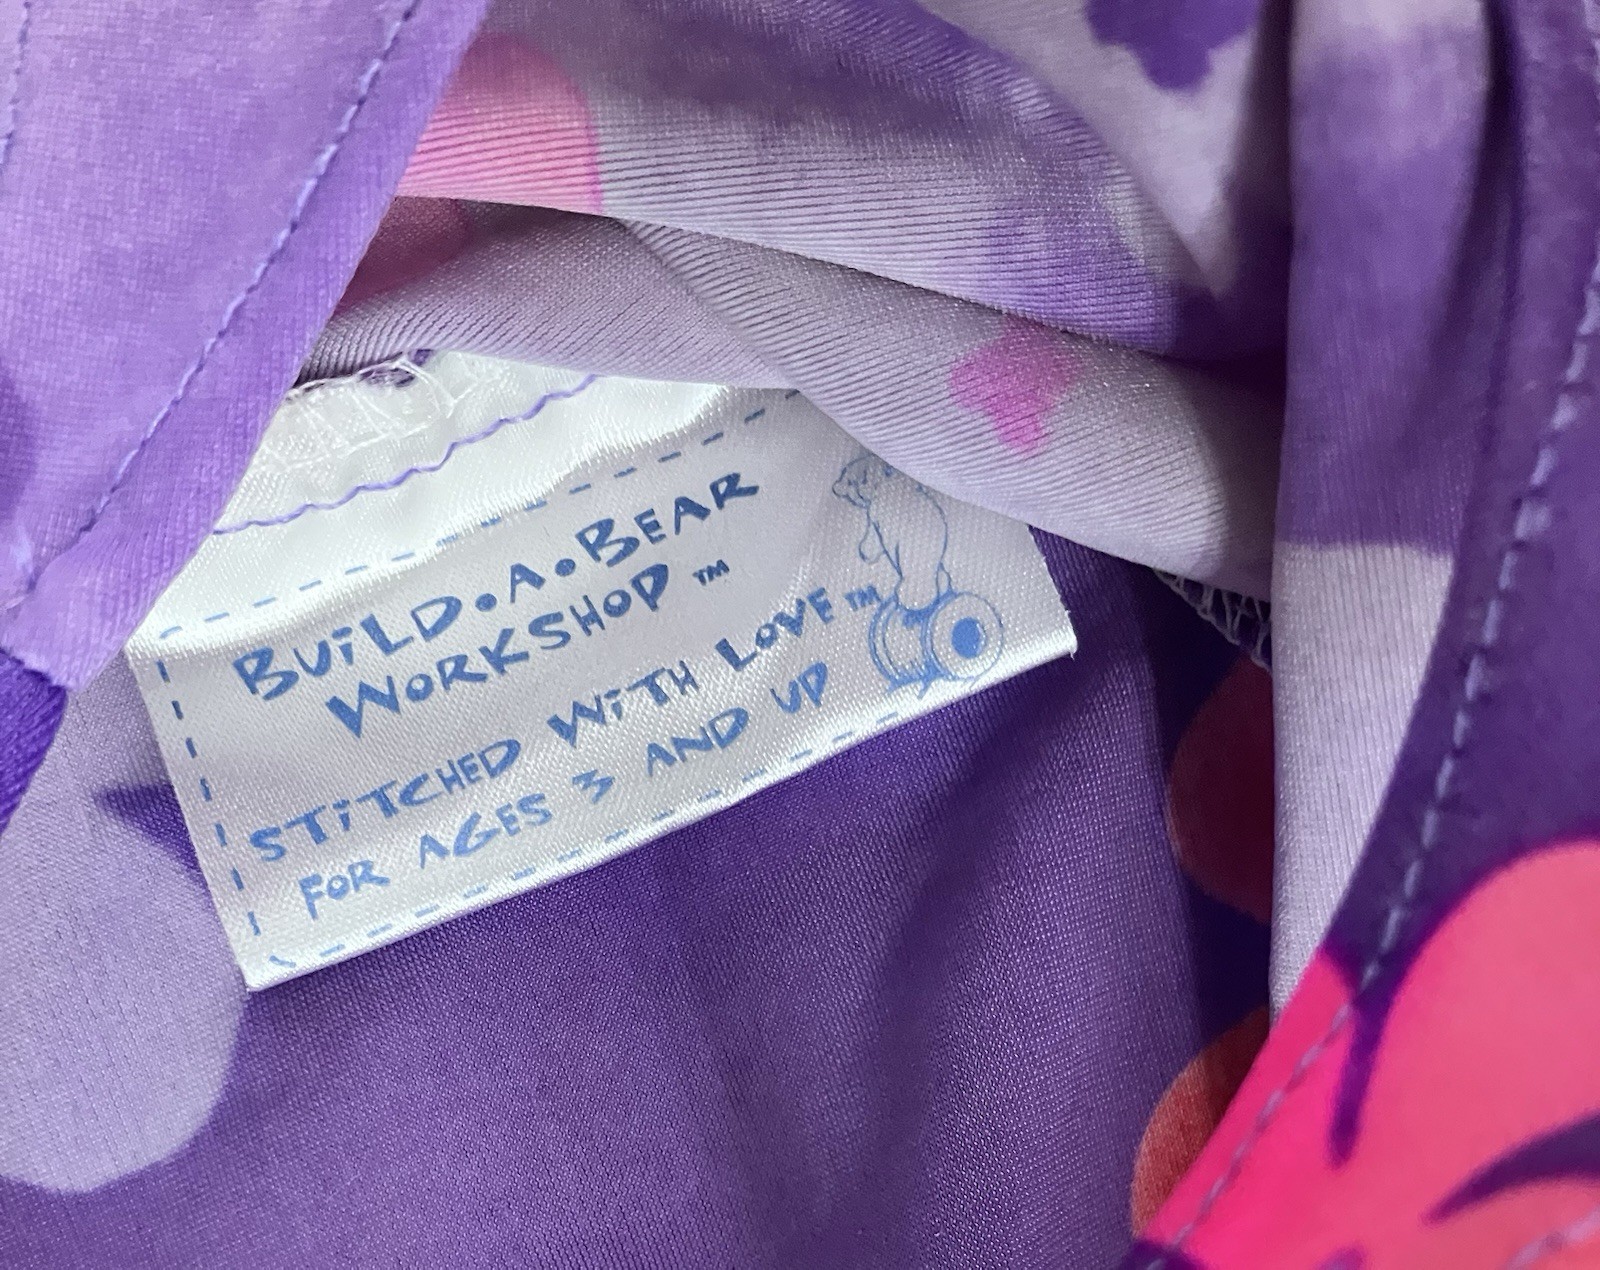 BUiLD•A•BEAR
WORKSHOP™
STiTCHED WiTH LOVE™
FOR AGES 3 AND UP